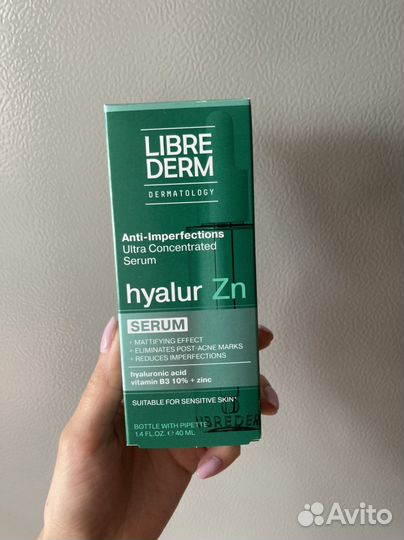 LIBRE
DERM
DERMATOLOGY
Anti-Imperfections
Ultra Concentrated
Serum
hyalur Zn
SERUM
+ MATTIFYING EFFECT
+ ELIMINATES POST-ACNE MARKS
+ REDUCES IMPERFECTIONS
hyaluronic acid
vitamin B3 10% + zinc
SUITABLE FOR SENSITIVE SKIN*
LIBREDERM
BOTTLE WITH PIPETTE
1.4 FL.OZ. ℮ 40 ML
Avito